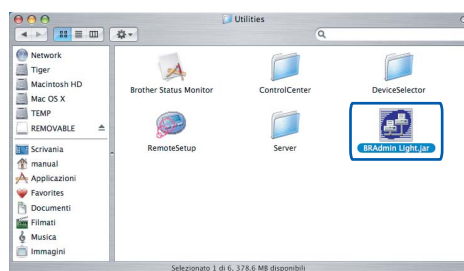 Utilities
Network
Tiger
Macintosh HD
Mac OS X
TEMP
REMOVABLE
Scrivania
manual
Applicazioni
Favorites
Documenti
Filmati
Musica
Immagini
Brother Status Monitor
ControlCenter
DeviceSelector
RemoteSetup
Server
BRAdmin Light.jar
Selezionato 1 di 6, 378.6 MB disponibili